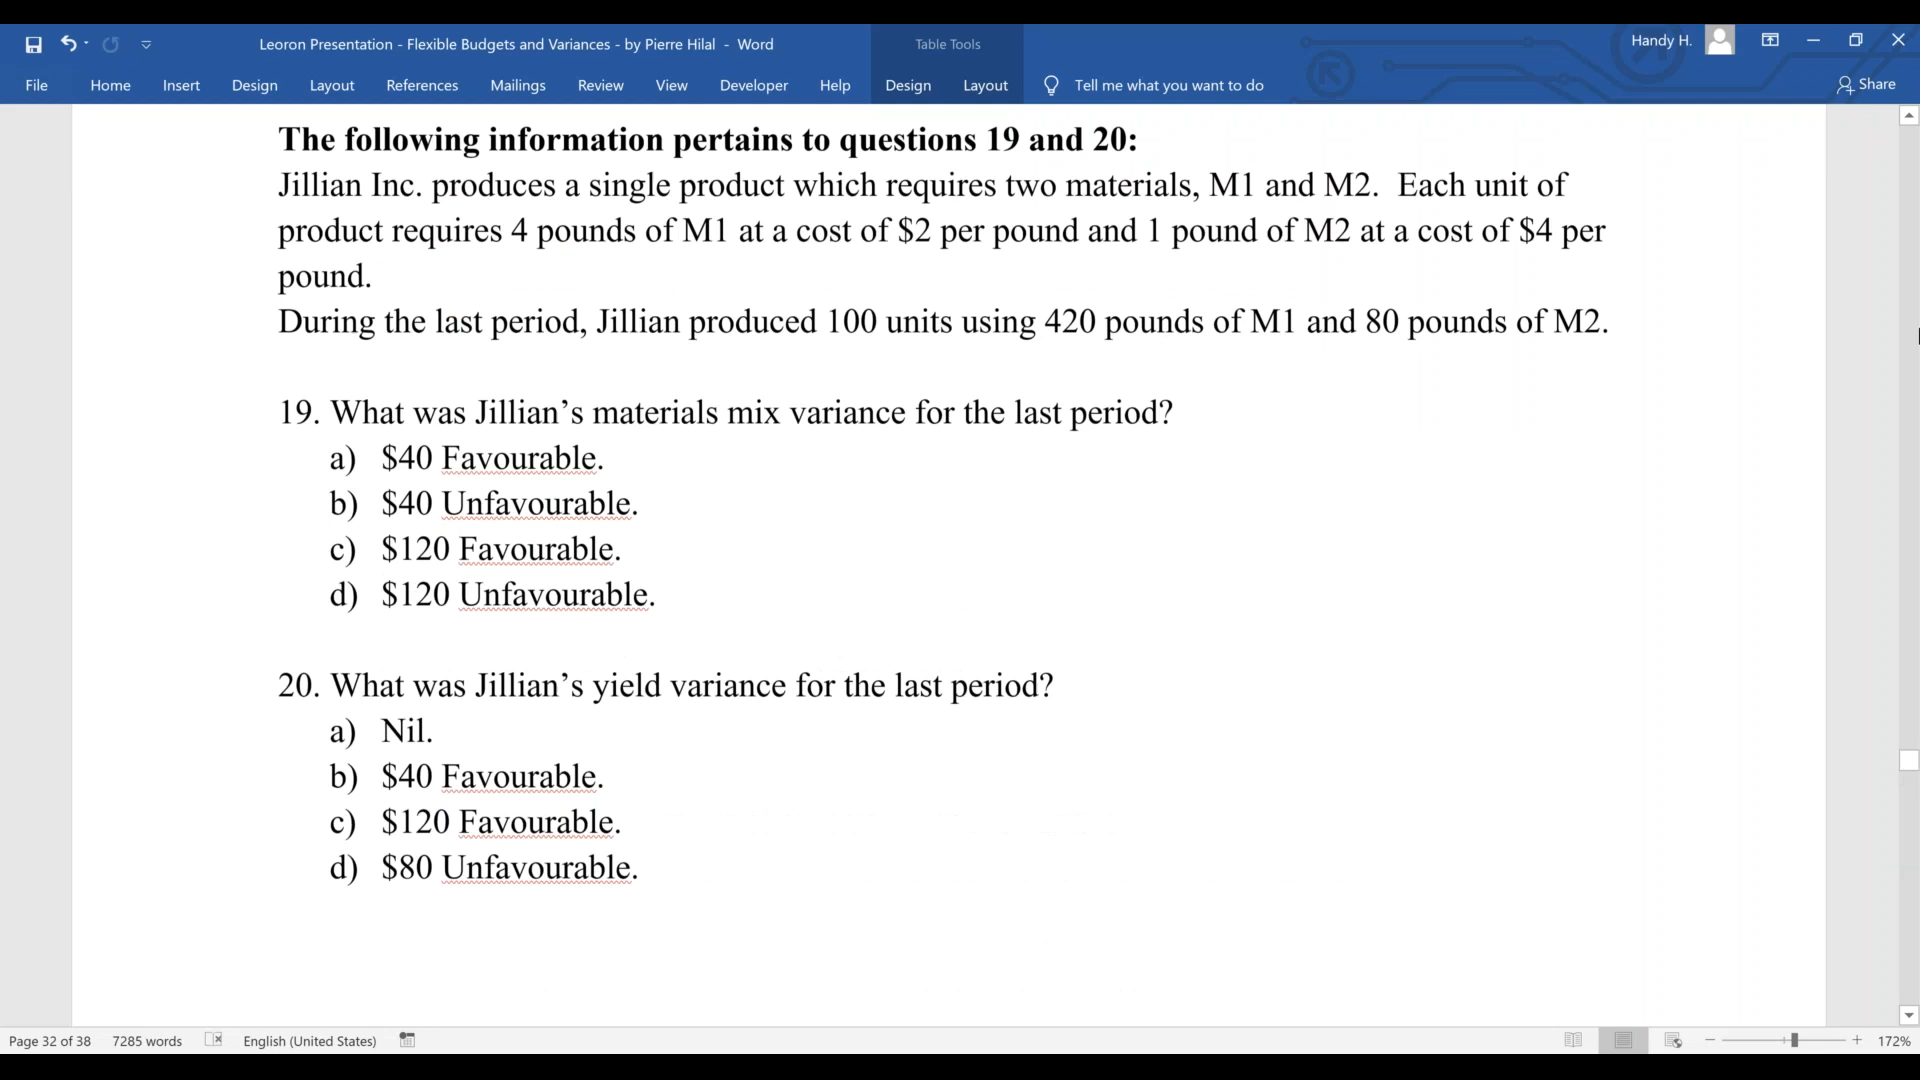 Leoron Presentation - Flexible Budgets and Variances - by Pierre Hilal - Word
Table Tools
Handy H.
File Home Insert Design Layout References Mailings Review View Developer Help Design Layout Tell me what you want to do Share
The following information pertains to questions 19 and 20:
Jillian Inc. produces a single product which requires two materials, M1 and M2. Each unit of
product requires 4 pounds of M1 at a cost of $2 per pound and 1 pound of M2 at a cost of $4 per
pound.
During the last period, Jillian produced 100 units using 420 pounds of M1 and 80 pounds of M2.
19. What was Jillian’s materials mix variance for the last period?
a) $40 Favourable.
b) $40 Unfavourable.
c) $120 Favourable.
d) $120 Unfavourable.
20. What was Jillian’s yield variance for the last period?
a) Nil.
b) $40 Favourable.
c) $120 Favourable.
d) $80 Unfavourable.
Page 32 of 38 7285 words English (United States) 172%